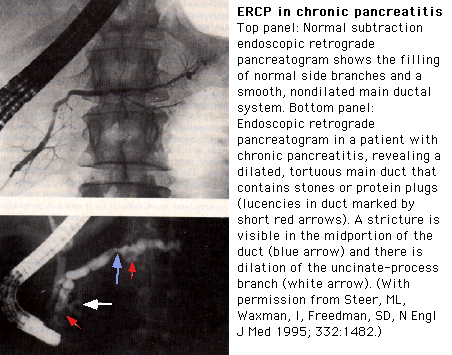 ERCP in chronic pancreatitis
Top panel: Normal subtraction
endoscopic retrograde
pancreatogram shows the filling
of normal side branches and a
smooth, nondilated main ductal
system. Bottom panel:
Endoscopic retrograde
pancreatogram in a patient with
chronic pancreatitis, revealing a
dilated, tortuous main duct that
contains stones or protein plugs
(lucencies in duct marked by
short red arrows). A stricture is
visible in the midportion of the
duct (blue arrow) and there is
dilation of the uncinate-process
branch (white arrow). (With
permission from Steer, ML,
Waxman, I, Freedman, SD, N Engl
J Med 1995; 332:1482.)